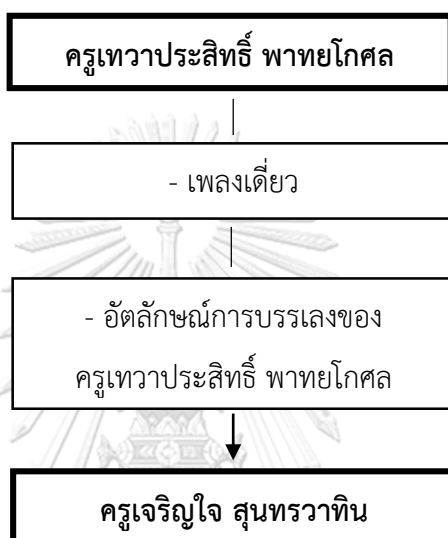 ครูเทวาประสิทธิ์ พาทยโกศล
- เพลงเดี่ยว
- อัตลักษณ์การบรรเลงของ
ครูเทวาประสิทธิ์ พาทยโกศล
ครูเจริญใจ สุนทรวาทิน